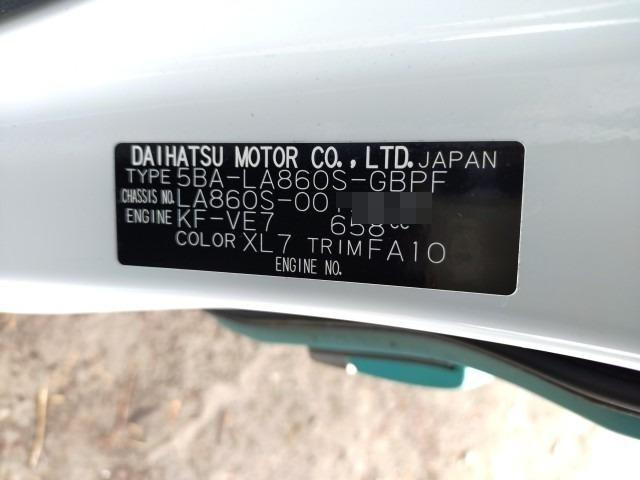 DAIHATSU MOTOR CO., LTD. JAPAN
TYPE 5BA-LA860S-GBPF
CHASSIS NO. LA860S-00
ENGINE KF-VE7 658cc
COLOR XL7 TRIM FA10
ENGINE NO.